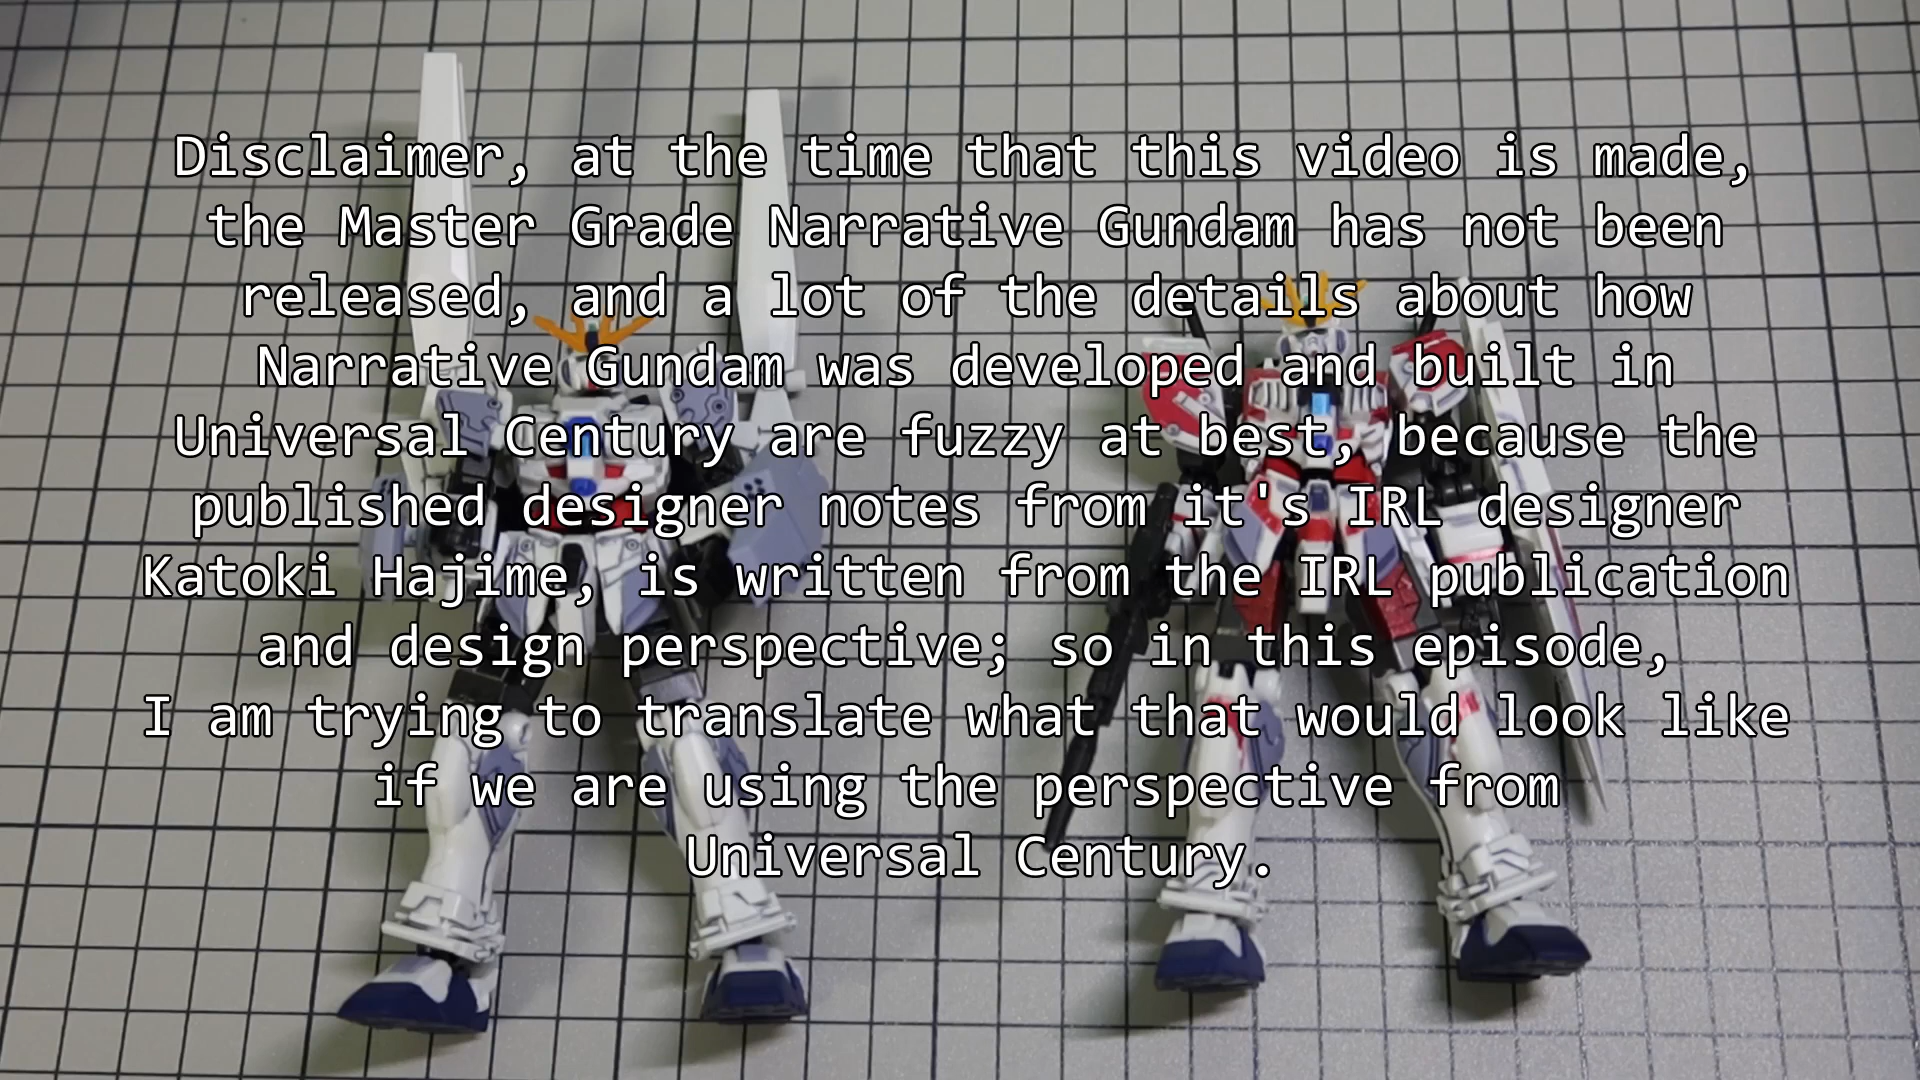 Disclaimer, at the time that this video is made,
the Master Grade Narrative Gundam has not been
released, and a lot of the details about how
Narrative Gundam was developed and built in
Universal Century are fuzzy at best, because the
published designer notes from it's IRL designer
Katoki Hajime, is written from the IRL publication
and design perspective; so in this episode,
I am trying to translate what that would look like
if we are using the perspective from
Universal Century.